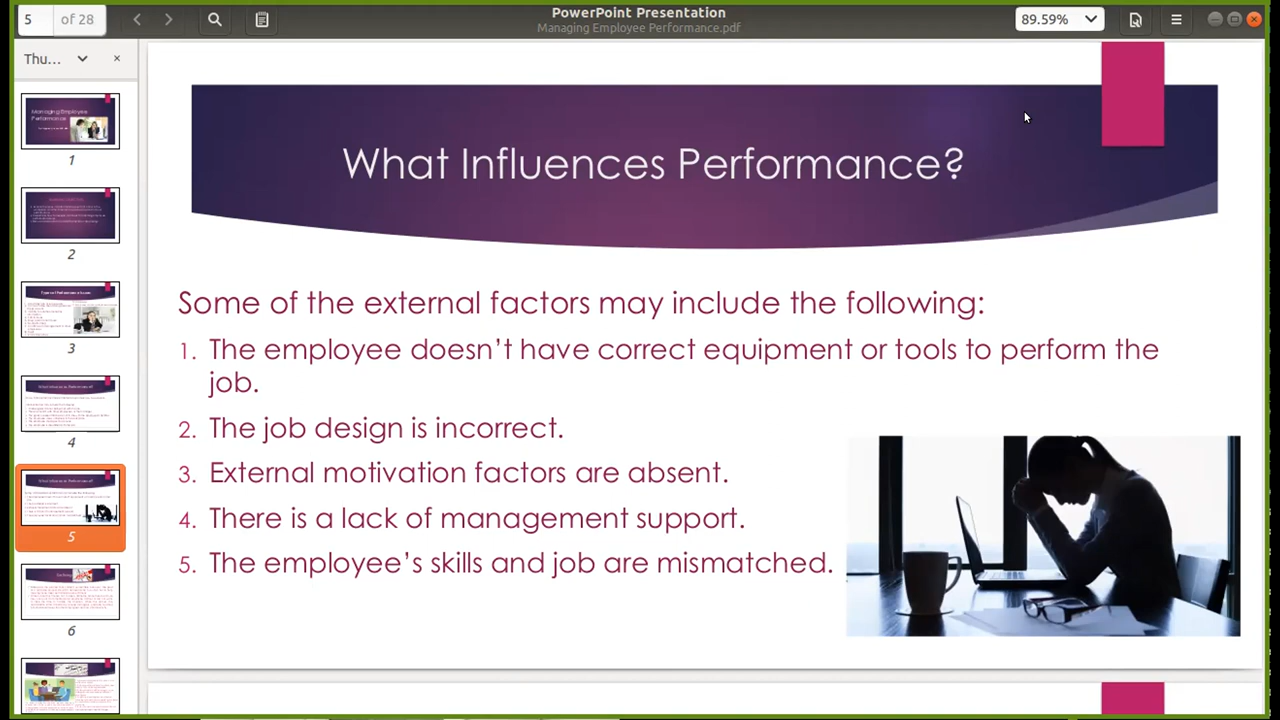 5 of 28
89.59%
PowerPoint Presentation
Managing Employee Performance.pdf
Thu...
Managing Employee
Performance
1
2
3
4
5
6
What Influences Performance?
Some of the external factors may include the following:
1. The employee doesn’t have correct equipment or tools to perform the
job.
2. The job design is incorrect.
3. External motivation factors are absent.
4. There is a lack of management support.
5. The employee’s skills and job are mismatched.